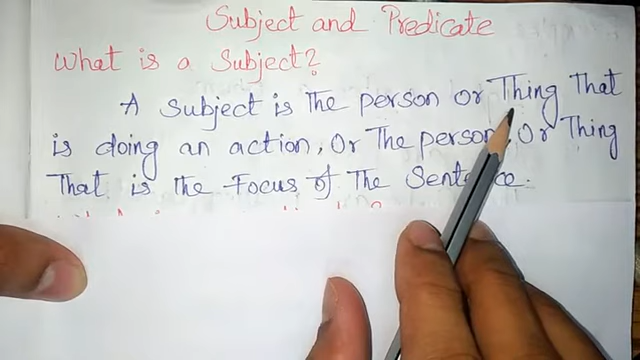 Subject and Predicate
What is a Subject?
A Subject is The person or Thing That
is doing an action, Or The person, Or Thing
That is The Focus of The Sentence.